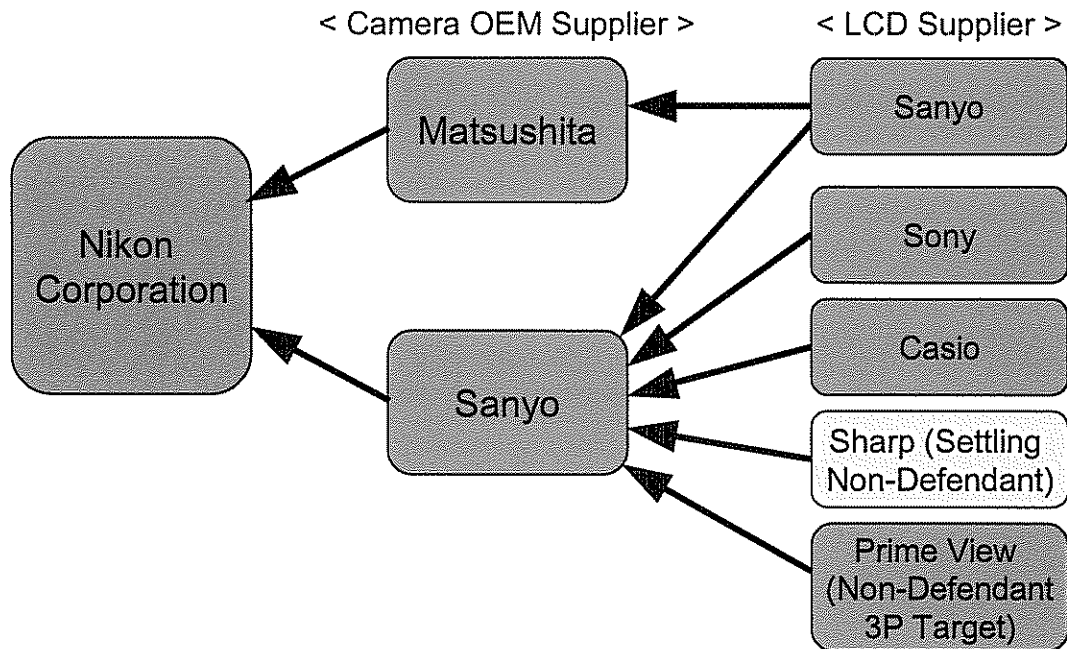 < Camera OEM Supplier >
< LCD Supplier >
Nikon
Corporation
Matsushita
Sanyo
Sanyo
Sony
Casio
Sharp (Settling
Non-Defendant)
Prime View
(Non-Defendant
3P Target)